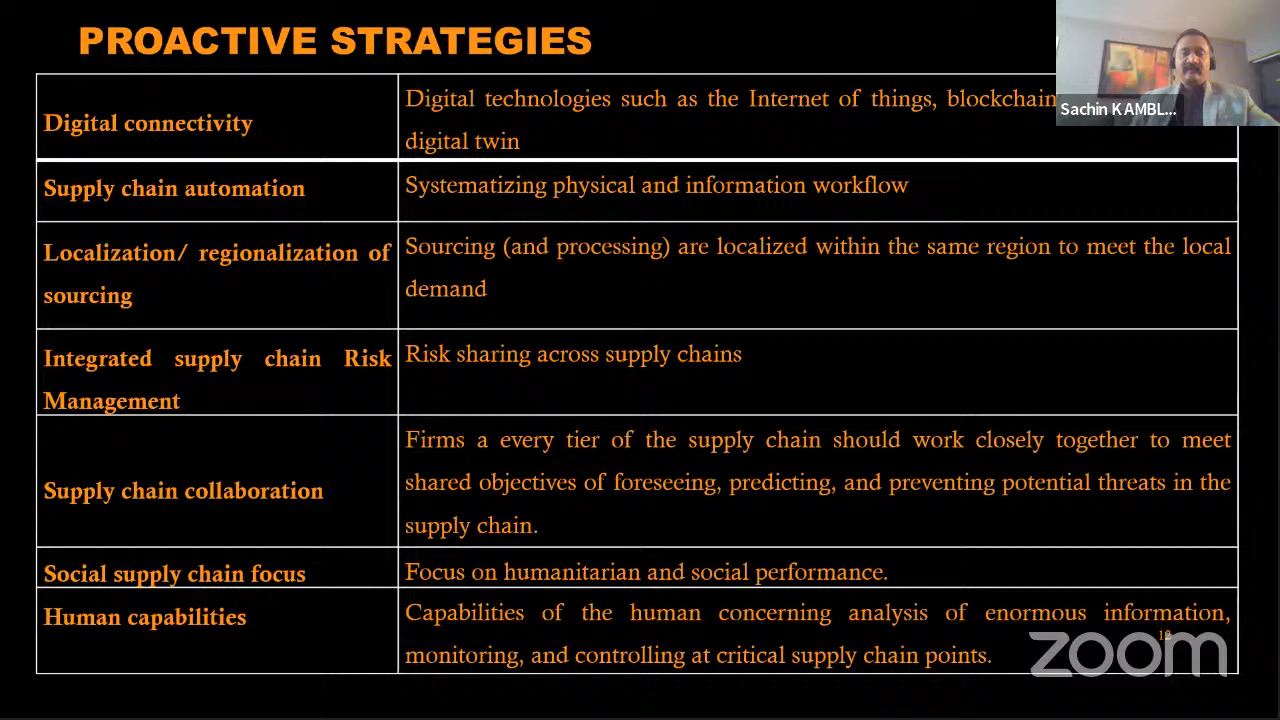 PROACTIVE STRATEGIES
Digital connectivity
Digital technologies such as the Internet of things, blockchain
digital twin
Sachin KAMBL...
Supply chain automation
Systematizing physical and information workflow
Localization/ regionalization of
sourcing
Sourcing (and processing) are localized within the same region to meet the local
demand
Integrated supply chain Risk
Management
Risk sharing across supply chains
Supply chain collaboration
Firms a every tier of the supply chain should work closely together to meet
shared objectives of foreseeing, predicting, and preventing potential threats in the
supply chain.
Social supply chain focus
Focus on humanitarian and social performance.
Human capabilities
Capabilities of the human concerning analysis of enormous information,
monitoring, and controlling at critical supply chain points.
12
zoom